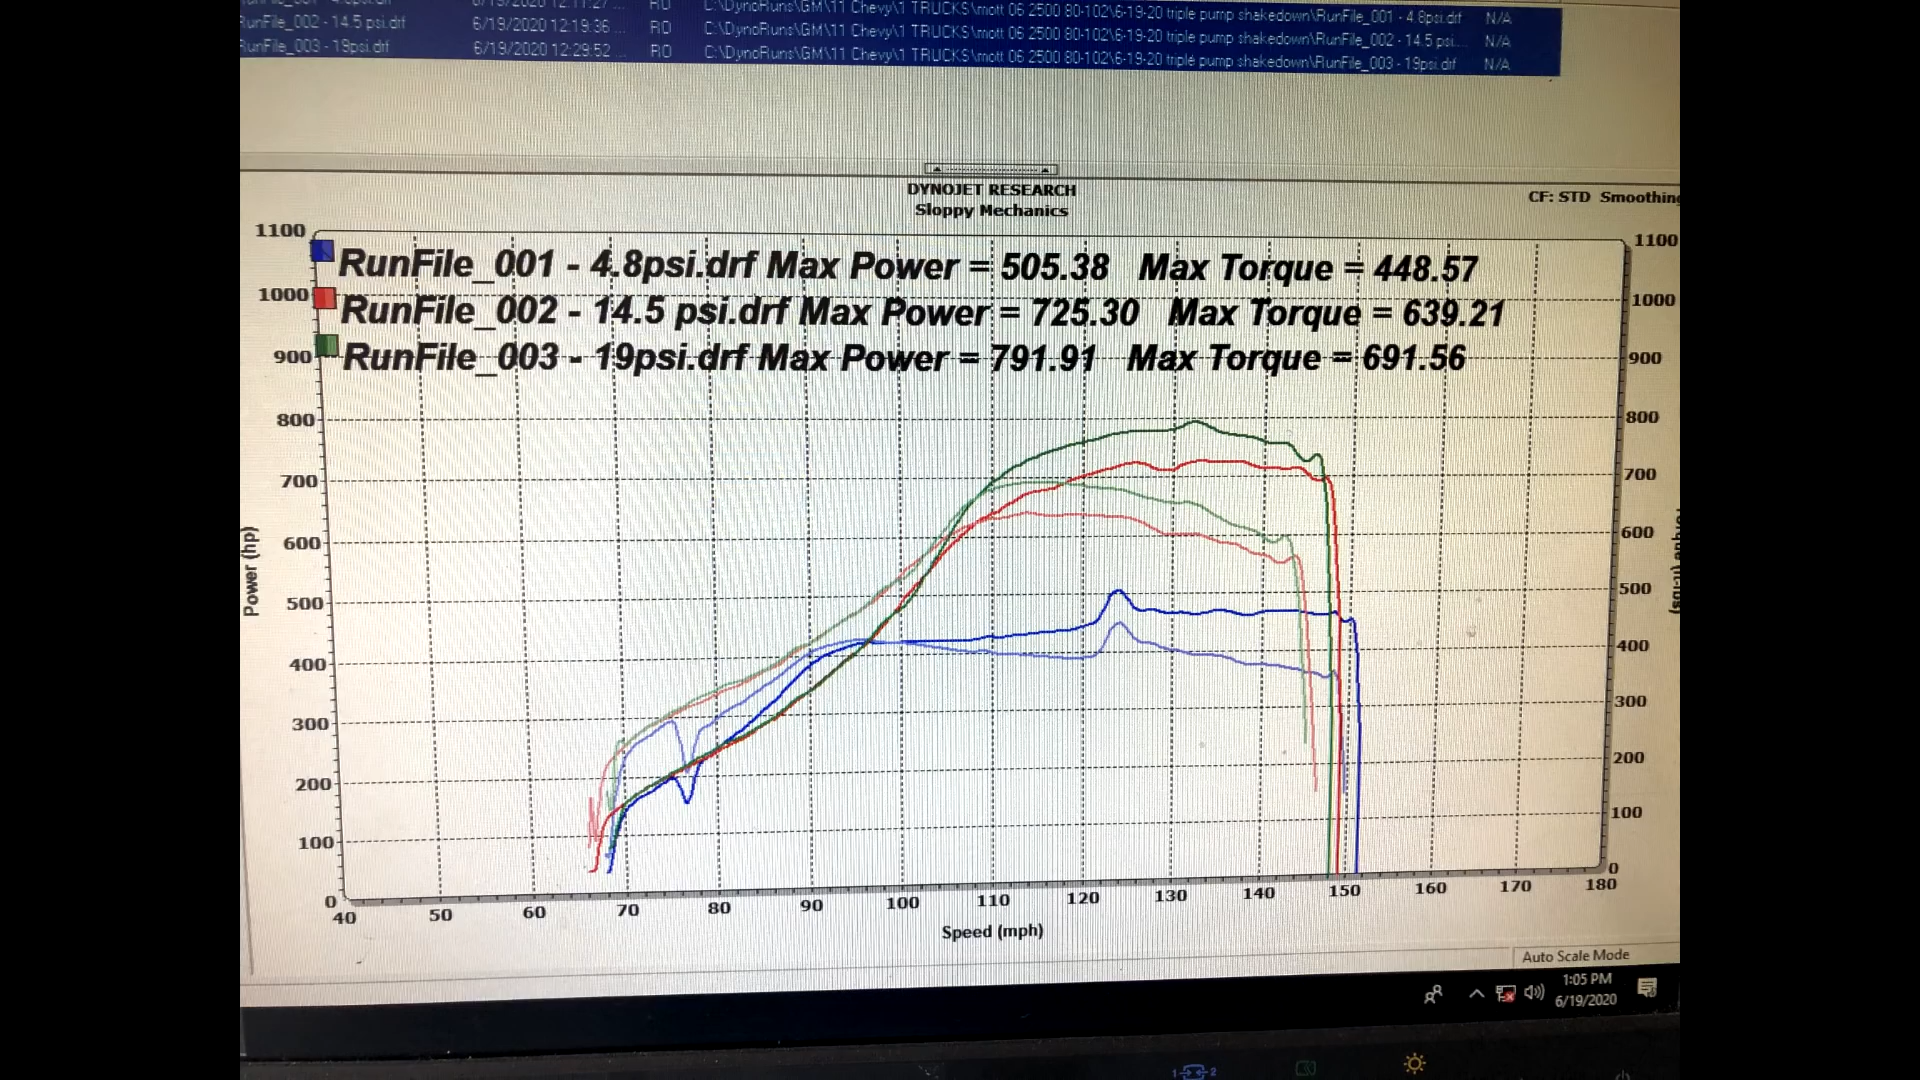 RunFile_002 - 14.5 psi.drf 6/19/2020 12:19:36 ... RO C:\DynoRuns\GM\11 Chevy\1 TRUCKS\mott 06 2500 80-102\6-19-20 triple pump shakedown\RunFile_001 - 4.8psi.drf N/A
RunFile_003 - 19psi.drf 6/19/2020 12:29:52 ... RO C:\DynoRuns\GM\11 Chevy\1 TRUCKS\mott 06 2500 80-102\6-19-20 triple pump shakedown\RunFile_002 - 14.5 psi... N/A
C:\DynoRuns\GM\11 Chevy\1 TRUCKS\mott 06 2500 80-102\6-19-20 triple pump shakedown\RunFile_003 - 19psi.drf N/A
DYNOJET RESEARCH
Sloppy Mechanics
CF: STD Smoothing
RunFile_001 - 4.8psi.drf Max Power = 505.38 Max Torque = 448.57
RunFile_002 - 14.5 psi.drf Max Power = 725.30 Max Torque = 639.21
RunFile_003 - 19psi.drf Max Power = 791.91 Max Torque = 691.56
1100 1100
1000 1000
900 900
800 800
700 700
600 600
500 500
400 400
300 300
200 200
100 100
0 0
Power (hp)
40 50 60 70 80 90 100 110 120 130 140 150 160 170 180
Speed (mph)
Auto Scale Mode
1:05 PM
6/19/2020